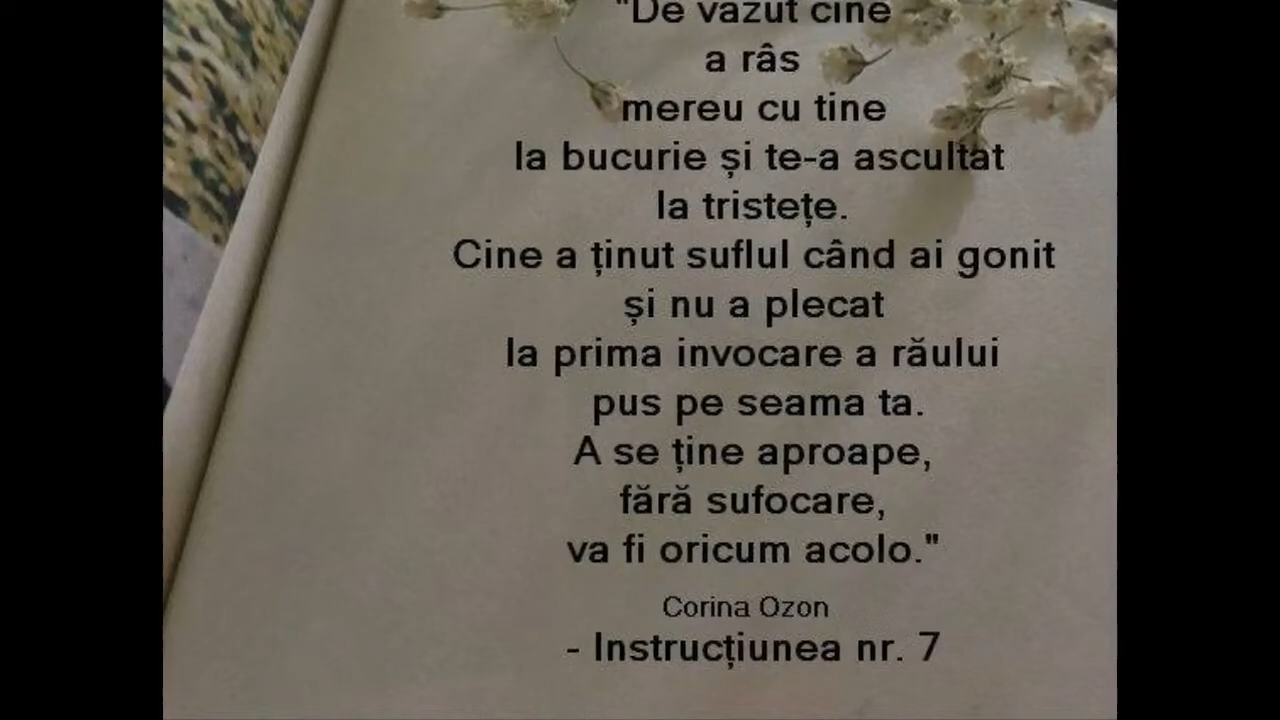 "De văzut cine
a râs
mereu cu tine
la bucurie și te-a ascultat
la tristețe.
Cine a ținut suflul când ai gonit
și nu a plecat
la prima invocare a răului
pus pe seama ta.
A se ține aproape,
fără sufocare,
va fi oricum acolo."
Corina Ozon
- Instrucțiunea nr. 7